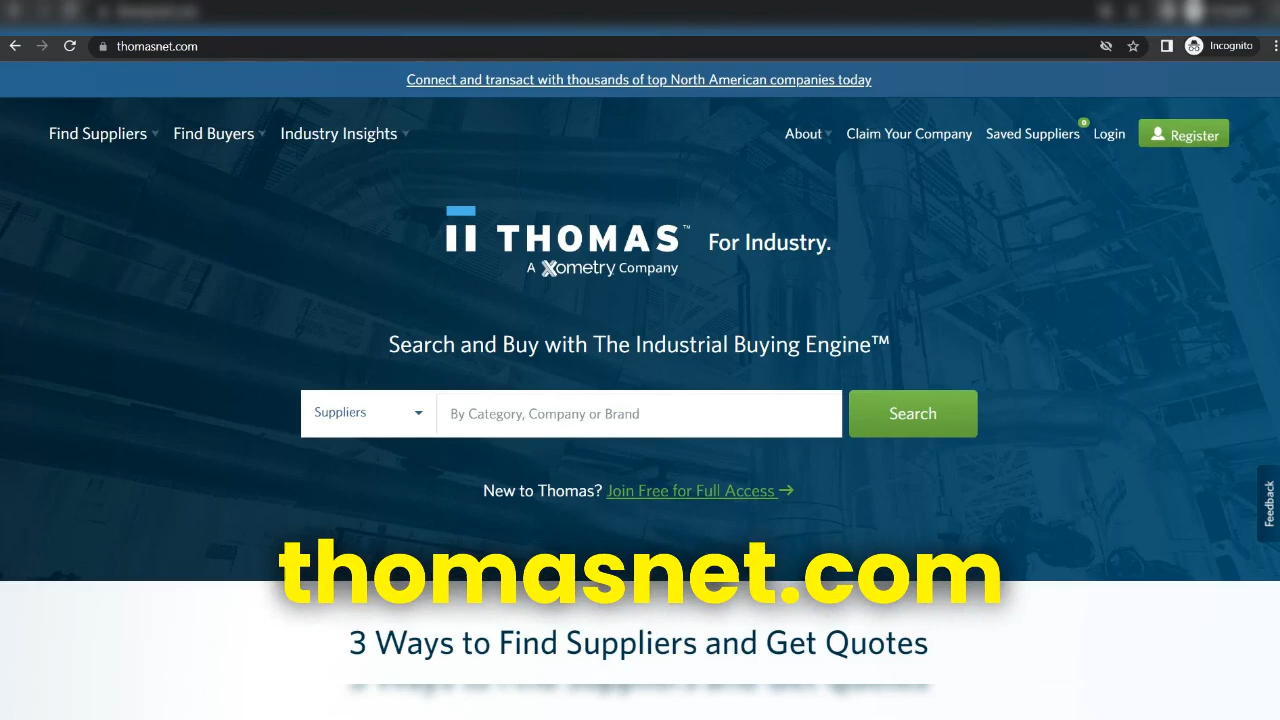 thomasnet.com
Incognito
Connect and transact with thousands of top North American companies today
Find Suppliers Find Buyers Industry Insights About Claim Your Company Saved Suppliers 0 Login Register
THOMAS™ For Industry.
A Xometry Company
Search and Buy with The Industrial Buying Engine™
Suppliers By Category, Company or Brand Search
New to Thomas? Join Free for Full Access →
Feedback
thomasnet.com
3 Ways to Find Suppliers and Get Quotes